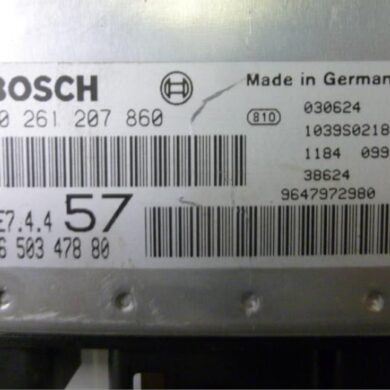 BOSCH
Made in German
0 261 207 860
810
030624
1039S0218
1184 099
38624
9647972980
E7.4.4 57
6 503 478 80